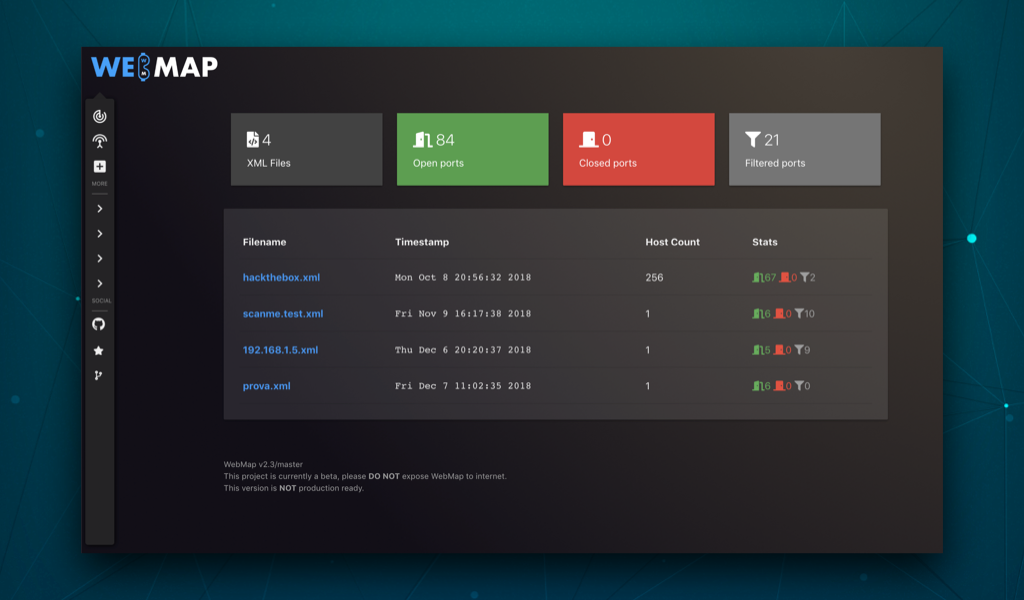 WEBMAP
4
XML Files
84
Open ports
0
Closed ports
21
Filtered ports
MORE
SOCIAL
Filename Timestamp Host Count Stats
hackthebox.xml Mon Oct 8 20:56:32 2018 256 67 0 2
scanme.test.xml Fri Nov 9 16:17:38 2018 1 6 0 10
192.168.1.5.xml Thu Dec 6 20:20:37 2018 1 5 0 9
prova.xml Fri Dec 7 11:02:35 2018 1 6 0 0
WebMap v2.3/master
This project is currently a beta, please DO NOT expose WebMap to internet.
This version is NOT production ready.